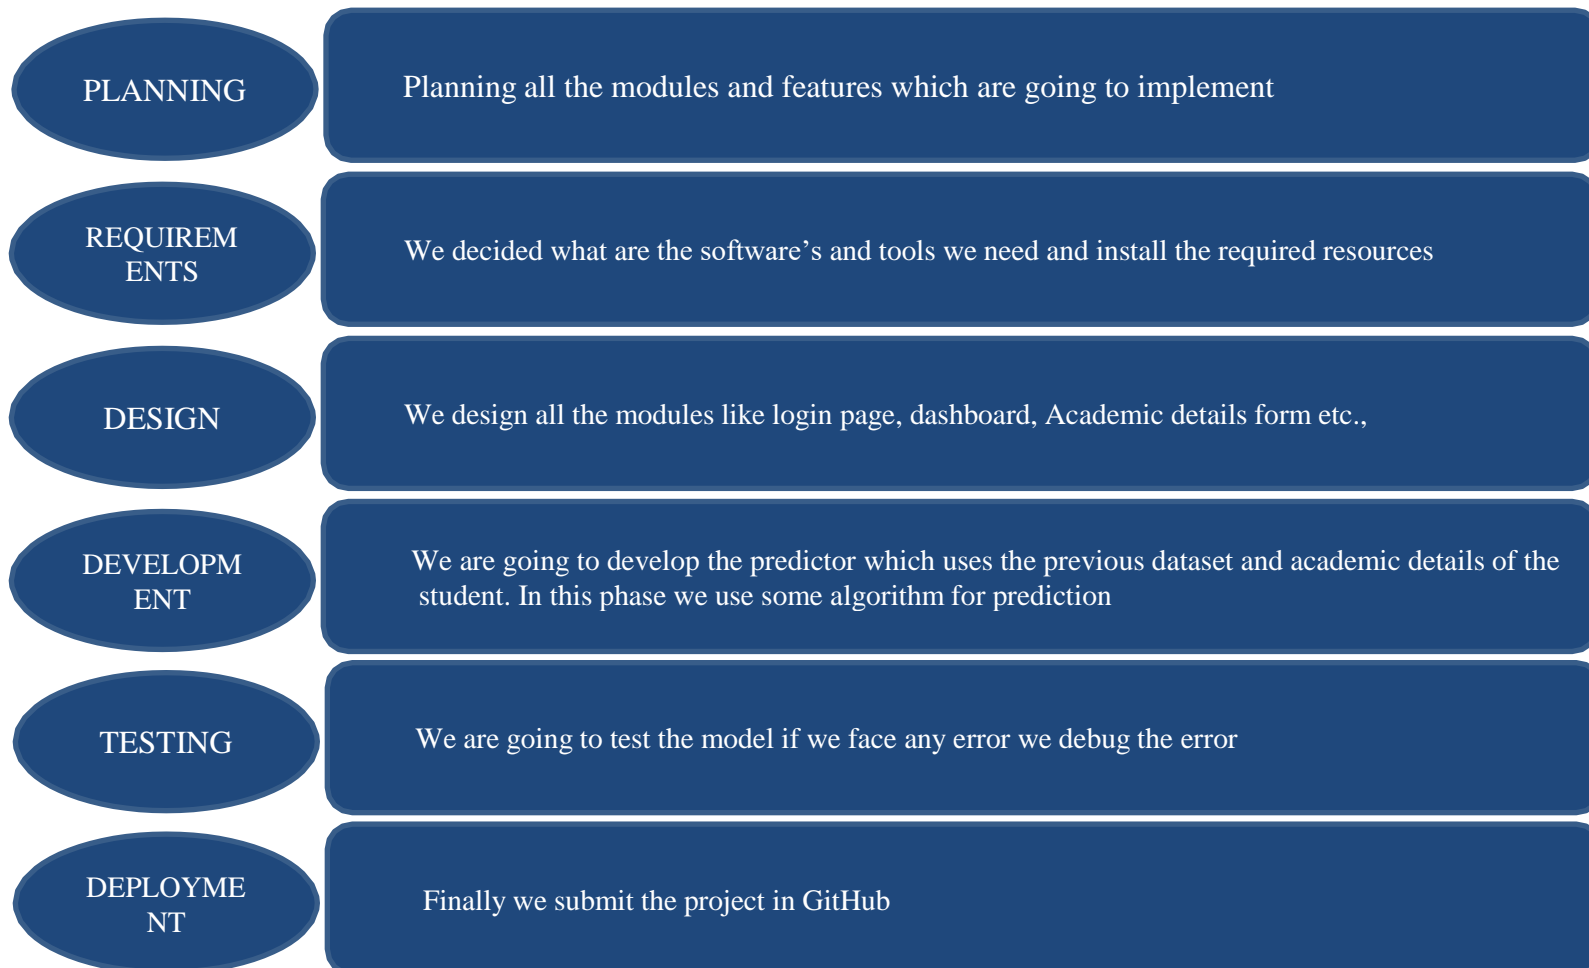 PLANNING
Planning all the modules and features which are going to implement
REQUIREM
ENTS
We decided what are the software’s and tools we need and install the required resources
DESIGN
We design all the modules like login page, dashboard, Academic details form etc.,
DEVELOPM
ENT
We are going to develop the predictor which uses the previous dataset and academic details of the
student. In this phase we use some algorithm for prediction
TESTING
We are going to test the model if we face any error we debug the error
DEPLOYME
NT
Finally we submit the project in GitHub